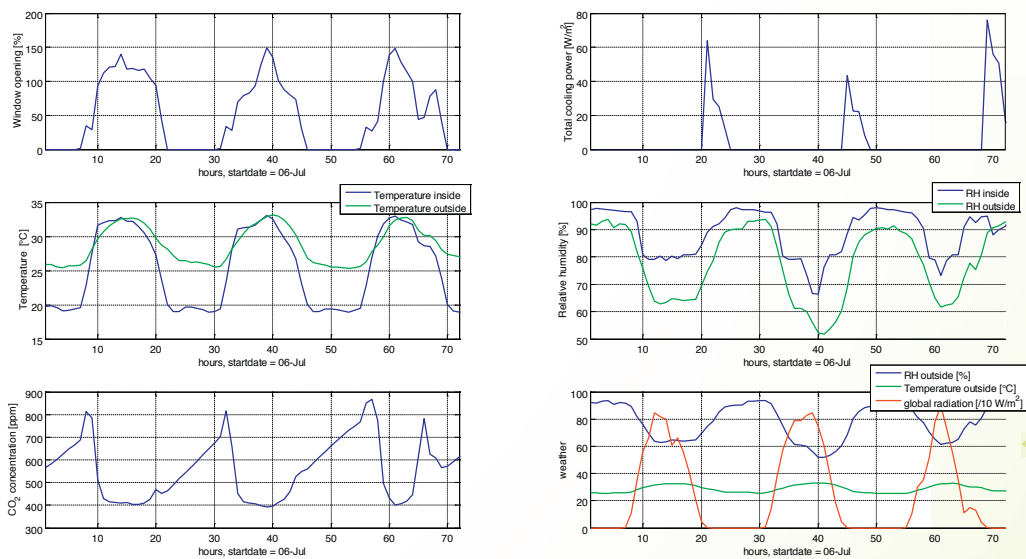 Window opening [%]
200
150
100
50
0
10 20 30 40 50 60 70
hours, startdate = 06-Jul
Total cooling power [W/m²]
80
60
40
20
0
10 20 30 40 50 60 70
hours, startdate = 06-Jul
Temperature inside
Temperature outside
Temperature [°C]
35
30
25
20
15
10 20 30 40 50 60 70
hours, startdate = 06-Jul
RH inside
RH outside
Relative humidity [%]
100
90
80
70
60
50
10 20 30 40 50 60 70
hours, startdate = 06-Jul
CO₂ concentration [ppm]
900
800
700
600
500
400
300
10 20 30 40 50 60 70
hours, startdate = 06-Jul
RH outside [%]
Temperature outside [°C]
global radiation [/10 W/m²]
weather
100
80
60
40
20
0
10 20 30 40 50 60 70
hours, startdate = 06-Jul